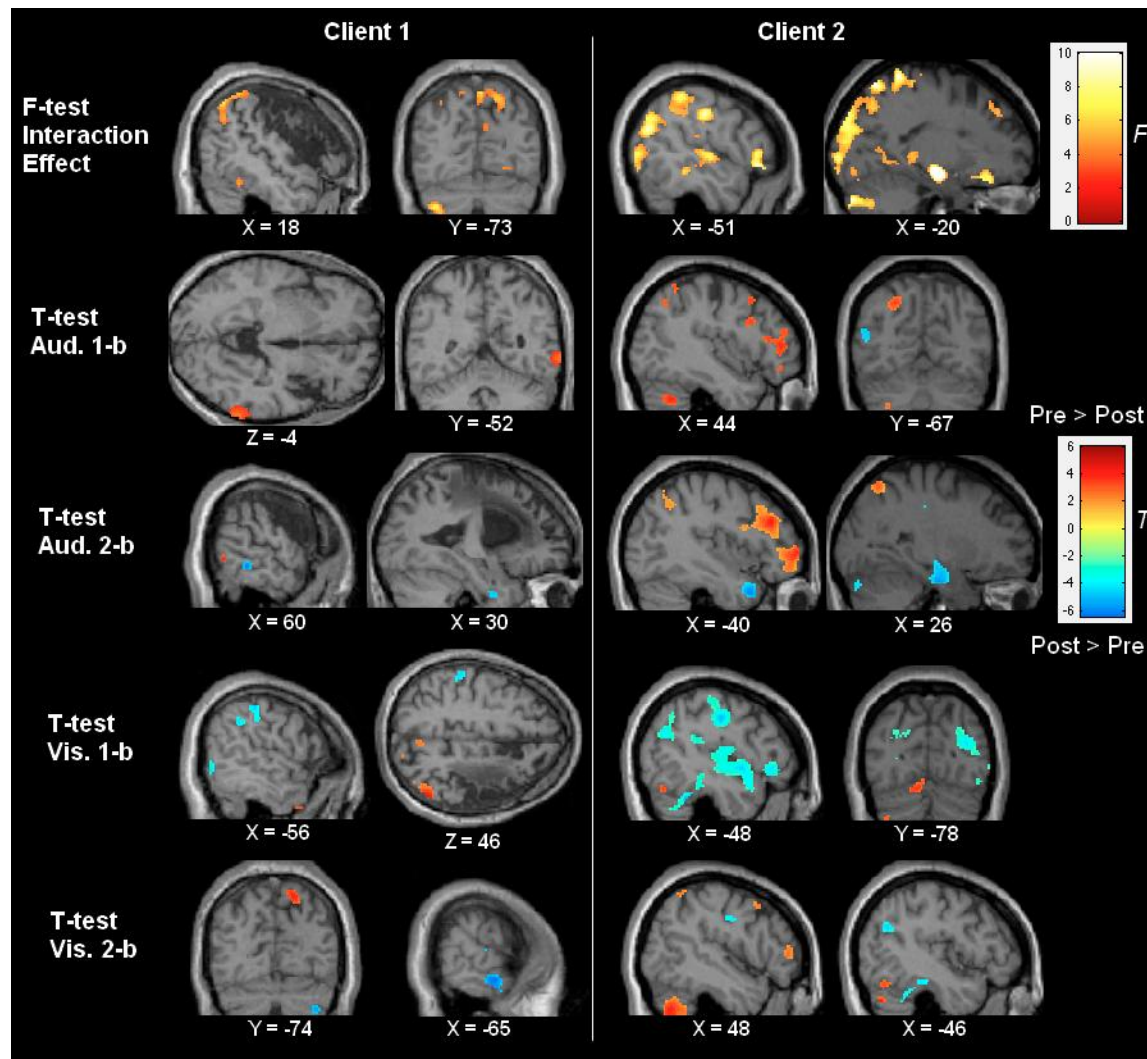 Client 1
Client 2
F-test
Interaction
Effect
X = 18
Y = -73
X = -51
X = -20
10
8
6
4
2
0
F
T-test
Aud. 1-b
Z = -4
Y = -52
X = 44
Y = -67
Pre > Post
T-test
Aud. 2-b
X = 60
X = 30
X = -40
X = 26
6
4
2
0
-2
-4
-6
T
Post > Pre
T-test
Vis. 1-b
X = -56
Z = 46
X = -48
Y = -78
T-test
Vis. 2-b
Y = -74
X = -65
X = 48
X = -46